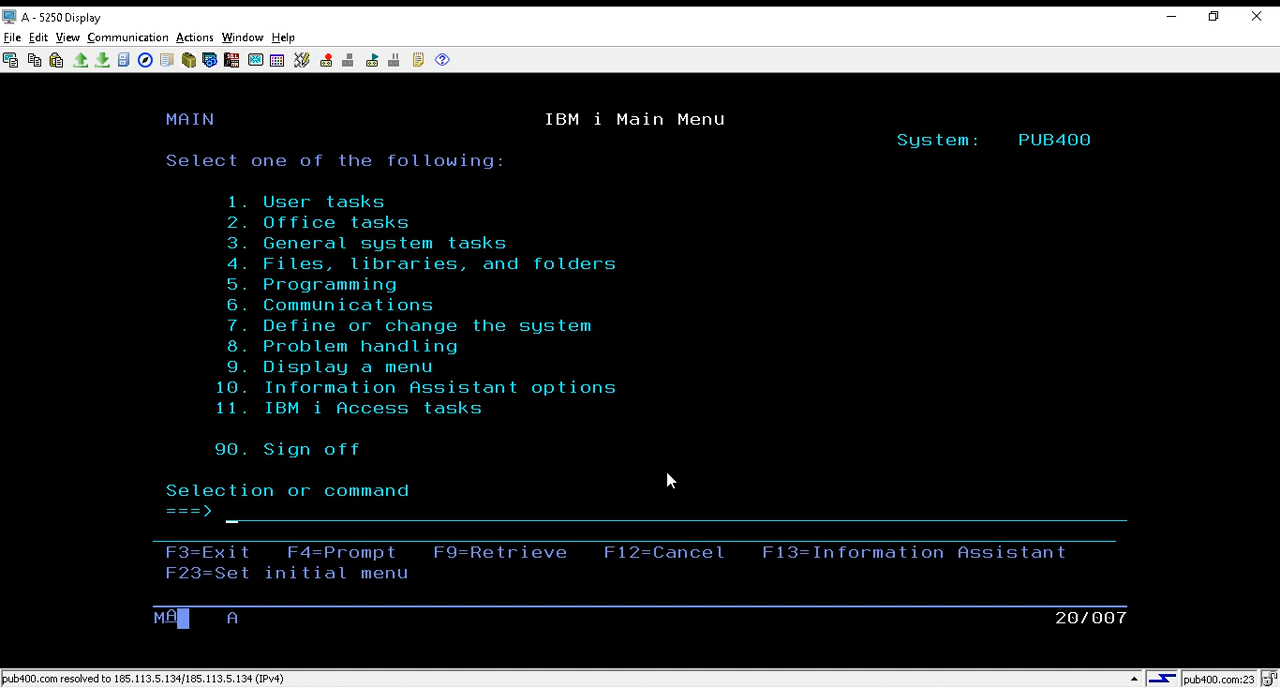 A - 5250 Display
File Edit View Communication Actions Window Help
MAIN IBM i Main Menu
System: PUB400
Select one of the following:
1. User tasks
2. Office tasks
3. General system tasks
4. Files, libraries, and folders
5. Programming
6. Communications
7. Define or change the system
8. Problem handling
9. Display a menu
10. Information Assistant options
11. IBM i Access tasks
90. Sign off
Selection or command
===>
F3=Exit F4=Prompt F9=Retrieve F12=Cancel F13=Information Assistant
F23=Set initial menu
MA A 20/007
pub400.com resolved to 185.113.5.134/185.113.5.134 (IPv4) pub400.com:23